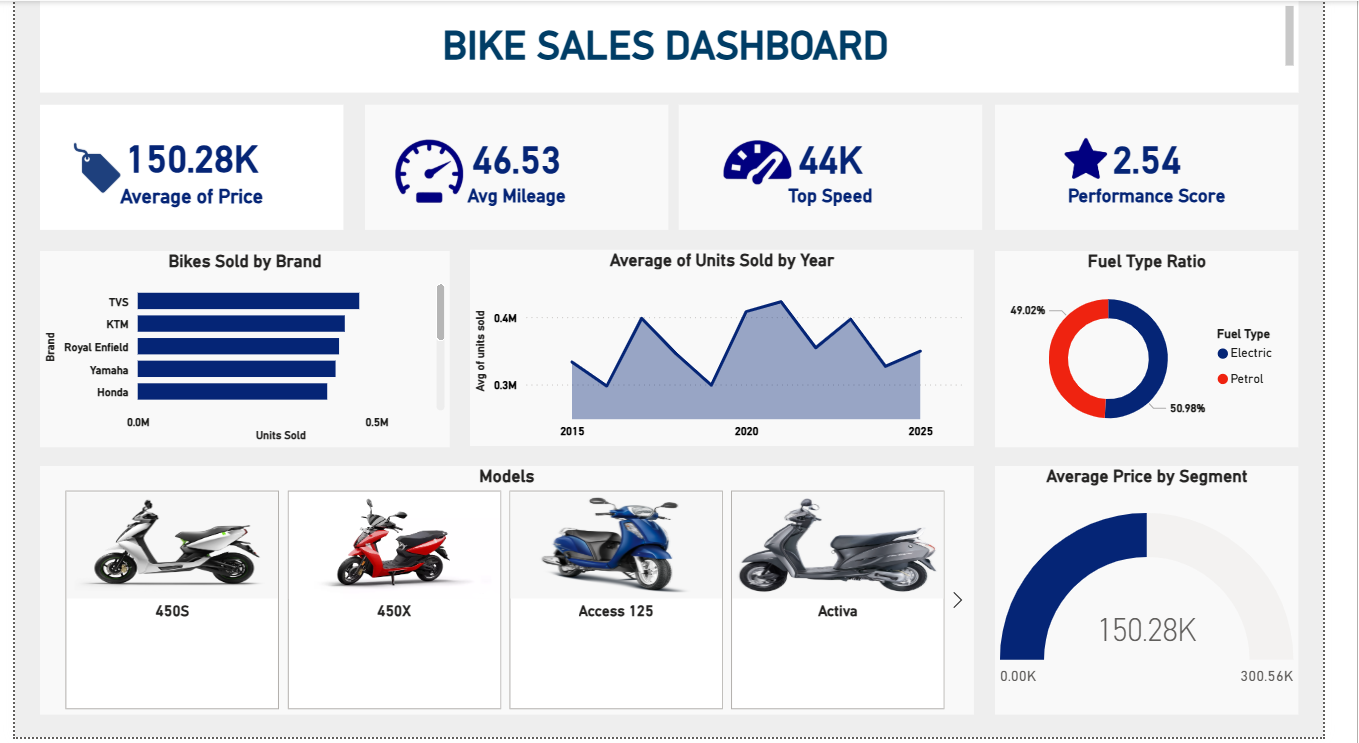 BIKE SALES DASHBOARD
150.28K
Average of Price
46.53
Avg Mileage
44K
Top Speed
2.54
Performance Score
Bikes Sold by Brand
Brand
TVS
KTM
Royal Enfield
Yamaha
Honda
0.0M
0.5M
Units Sold
Average of Units Sold by Year
Avg of units sold
0.4M
0.3M
2015
2020
2025
Fuel Type Ratio
49.02%
50.98%
Fuel Type
Electric
Petrol
Models
450S
450X
Access 125
Activa
Average Price by Segment
150.28K
0.00K
300.56K